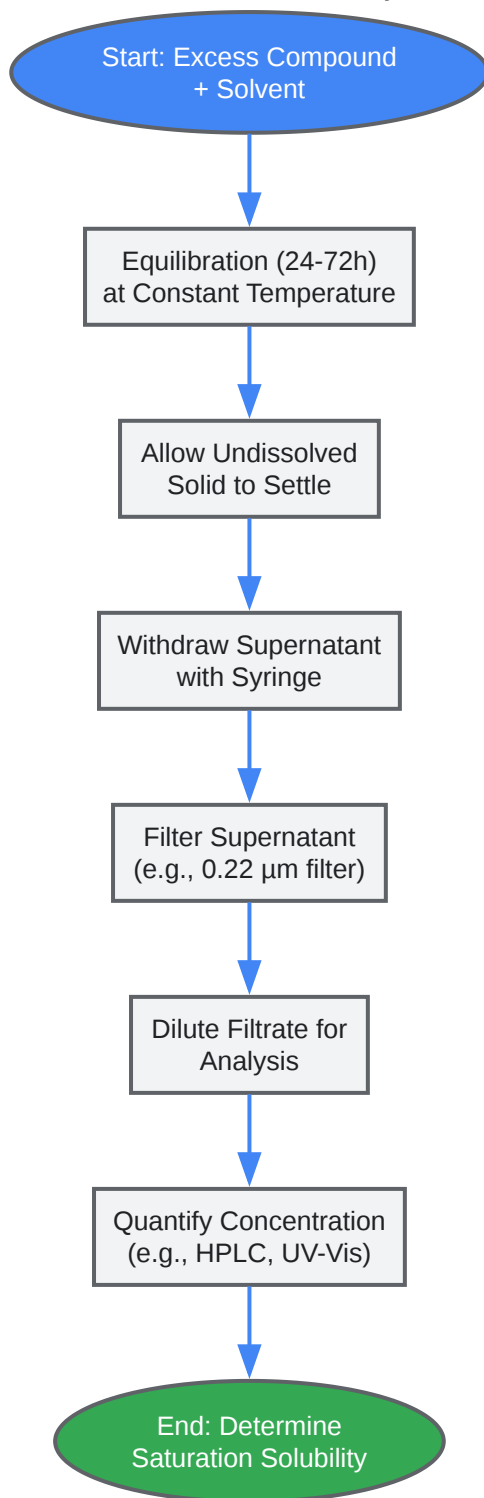 Start: Excess Compound
+ Solvent
Equilibration (24-72h)
at Constant Temperature
Allow Undissolved
Solid to Settle
Withdraw Supernatant
with Syringe
Filter Supernatant
(e.g., 0.22 µm filter)
Dilute Filtrate for
Analysis
Quantify Concentration
(e.g., HPLC, UV-Vis)
End: Determine
Saturation Solubility